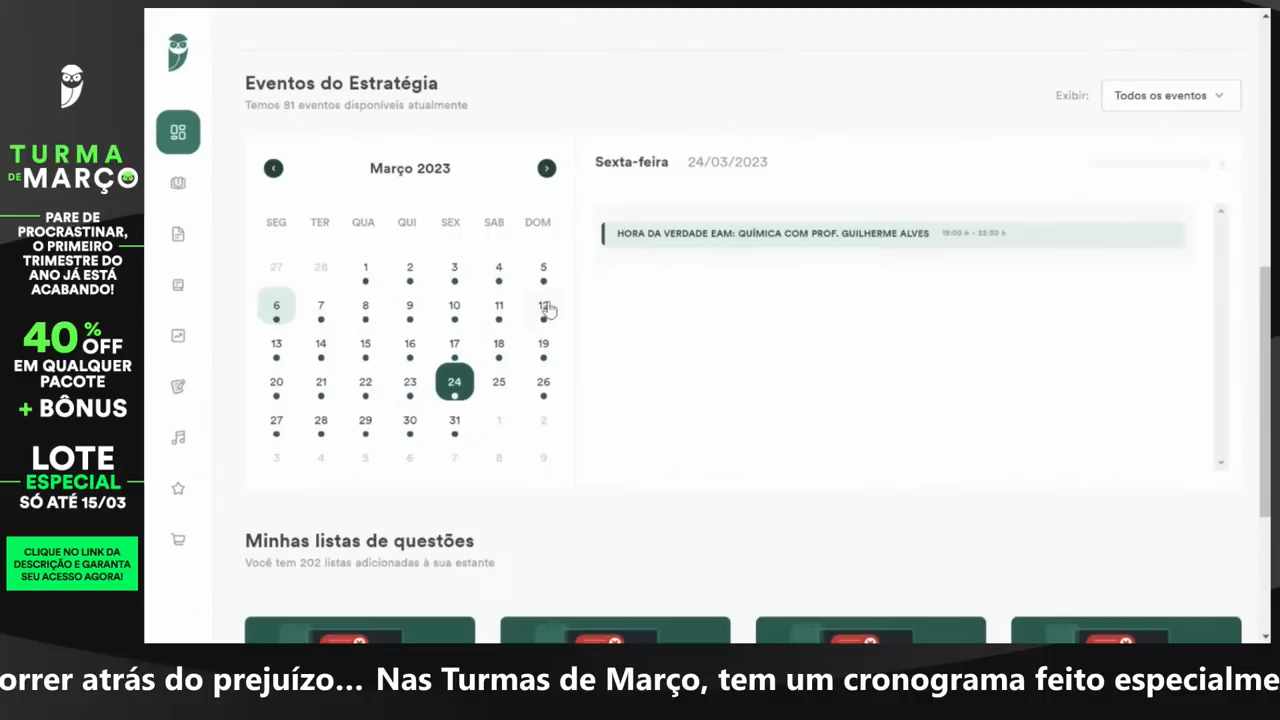 TURMA
DE MARÇO
PARE DE
PROCRASTINAR,
O PRIMEIRO
TRIMESTRE DO
ANO JÁ ESTÁ
ACABANDO!
40% OFF
EM QUALQUER
PACOTE
+ BÔNUS
LOTE
ESPECIAL
SÓ ATÉ 15/03
CLIQUE NO LINK DA
DESCRIÇÃO E GARANTA
SEU ACESSO AGORA!
Eventos do Estratégia
Temos 81 eventos disponíveis atualmente
Exibir: Todos os eventos
Março 2023
SEG TER QUA QUI SEX SAB DOM
27 28 1 2 3 4 5
6 7 8 9 10 11 12
13 14 15 16 17 18 19
20 21 22 23 24 25 26
27 28 29 30 31 1 2
3 4 5 6 7 8 9
Sexta-feira 24/03/2023
HORA DA VERDADE EAM: QUÍMICA COM PROF. GUILHERME ALVES
Minhas listas de questões
Você tem 202 listas adicionadas à sua estante
orrer atrás do prejuízo... Nas Turmas de Março, tem um cronograma feito especialme